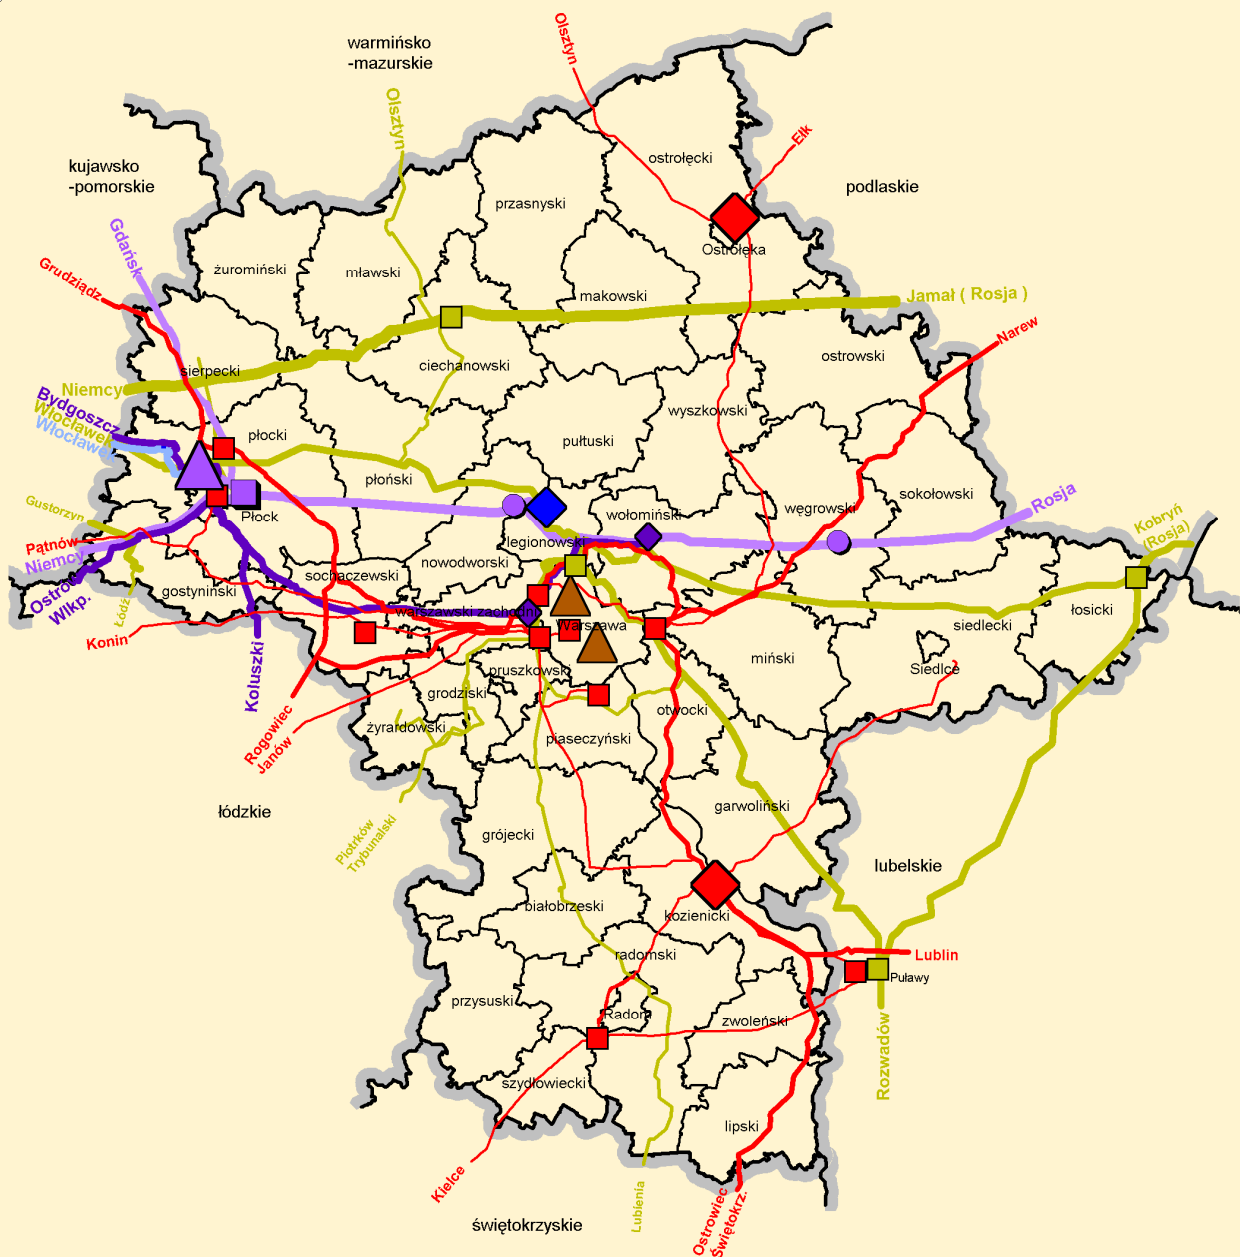 Olsztyn
warmińsko
-mazurskie
Olsztyn
Ełk
ostrołęcki
kujawsko
-pomorskie
podlaskie
przasnyski
Gdańsk
Ostrołęka
Grudziądz
żuromiński
mławski
makowski
Jamał ( Rosja )
Narew
ostrowski
sierpecki
ciechanowski
Niemcy
Bydgoszcz
Włocławek
Włocławek
wyszkowski
płocki
pułtuski
płoński
sokołowski
Rosja
węgrowski
wołomiński
Gustorzyn
Płock
Kobryń
(Rosja)
Pątnów
Niemcy
legionowski
nowodworski
sochaczewski
Ostrów
Wlkp.
gostyniński
Łódź
warszawski zachodni
Warszawa
łosicki
siedlecki
Konin
Koluszki
miński
Siedlce
pruszkowski
grodziski
otwocki
żyrardowski
piaseczyński
Rogowiec
Janów
garwoliński
łódzkie
grójecki
Piotrków
Trybunalski
lubelskie
białobrzeski
kozienicki
radomski
Lublin
Puławy
przysuski
Radom
zwoleński
Rozwadów
szydłowiecki
lipski
Kielce
Lubienia
Ostrowiec
Świętokrz.
świętokrzyskie